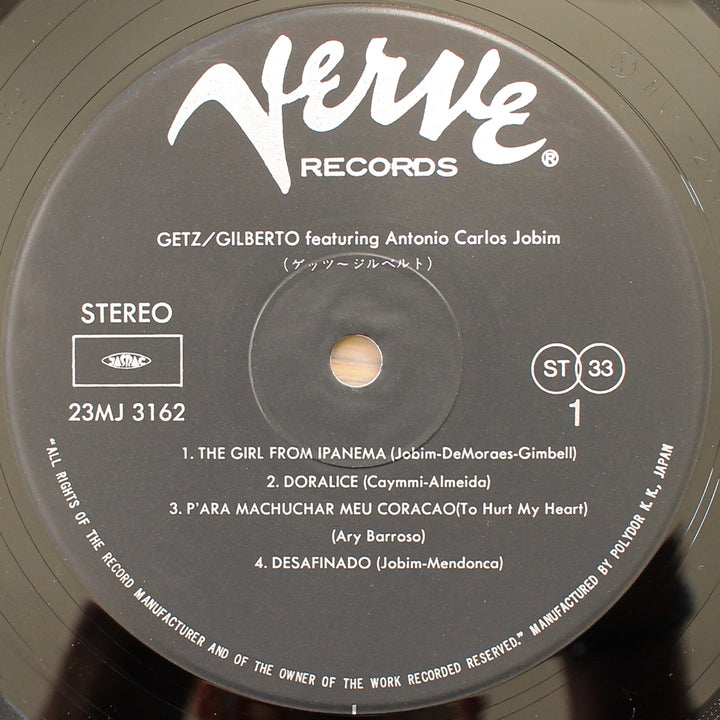 Verve
RECORDS ®
GETZ/GILBERTO featuring Antonio Carlos Jobim
(ゲッツ〜ジルベルト)
STEREO
JASRAC
23MJ 3162
ST 33
1
1. THE GIRL FROM IPANEMA (Jobim-DeMoraes-Gimbell)
2. DORALICE (Caymmi-Almeida)
3. P'ARA MACHUCHAR MEU CORACAO(To Hurt My Heart)
(Ary Barroso)
4. DESAFINADO (Jobim-Mendonca)
"ALL RIGHTS OF THE RECORD MANUFACTURER AND OF THE OWNER OF THE WORK RECORDED RESERVED." MANUFACTURED BY POLYDOR K. K., JAPAN